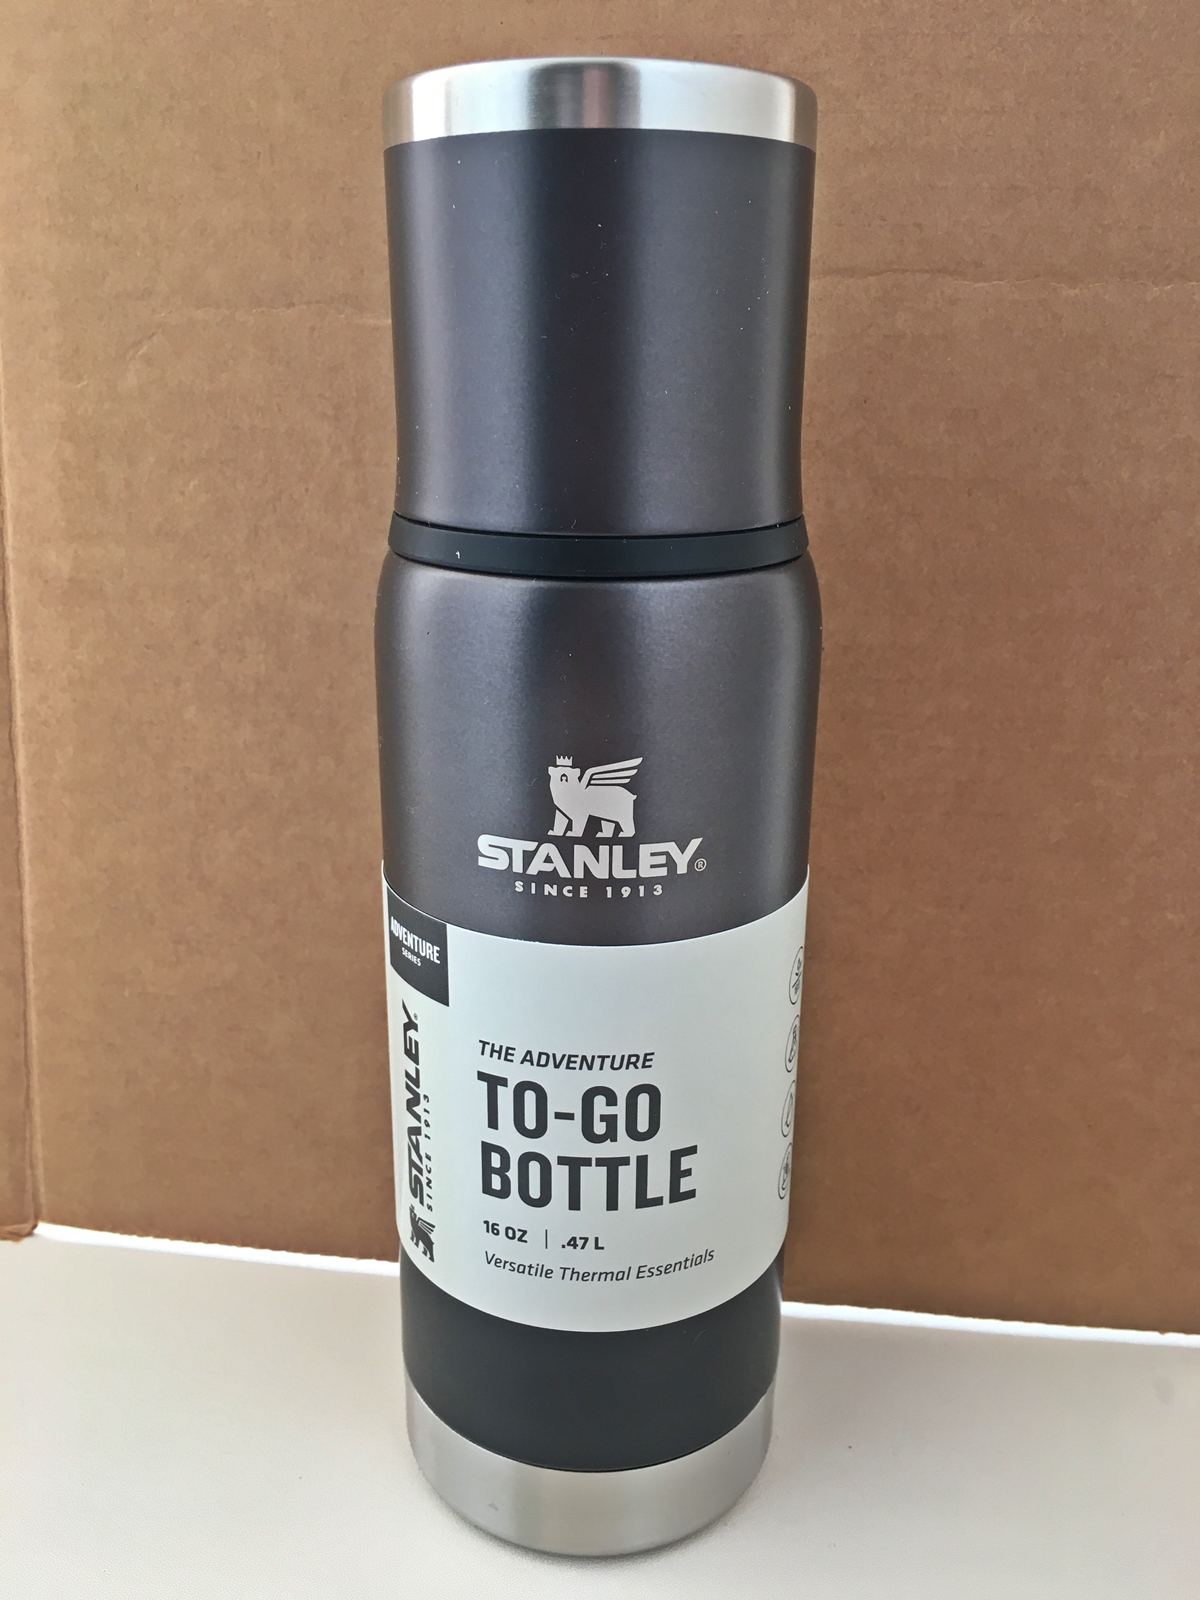 STANLEY®
SINCE 1913
ADVENTURE
SERIES
STANLEY®
SINCE 1913
THE ADVENTURE
TO-GO
BOTTLE
16 OZ | .47 L
Versatile Thermal Essentials